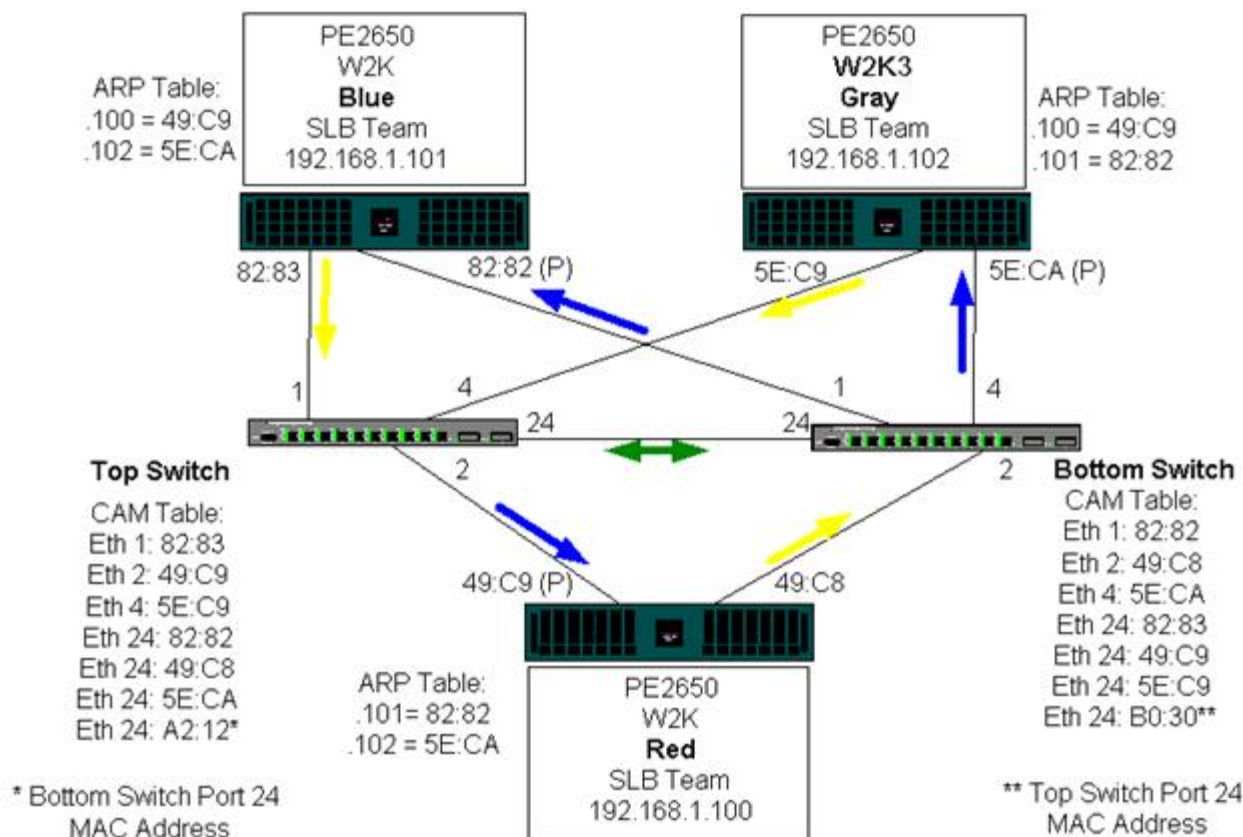 PE2650
W2K
Blue
SLB Team
192.168.1.101
ARP Table:
.100 = 49:C9
.102 = 5E:CA
PE2650
W2K3
Gray
SLB Team
192.168.1.102
ARP Table:
.100 = 49:C9
.101 = 82:82
82:83
82:82 (P)
5E:C9
5E:CA (P)
1
4
1
4
24
24
2
2
Top Switch
CAM Table:
Eth 1: 82:83
Eth 2: 49:C9
Eth 4: 5E:C9
Eth 24: 82:82
Eth 24: 49:C8
Eth 24: 5E:CA
Eth 24: A2:12*
* Bottom Switch Port 24
MAC Address
Bottom Switch
CAM Table:
Eth 1: 82:82
Eth 2: 49:C8
Eth 4: 5E:CA
Eth 24: 82:83
Eth 24: 49:C9
Eth 24: 5E:C9
Eth 24: B0:30**
** Top Switch Port 24
MAC Address
49:C9 (P)
49:C8
ARP Table:
.101= 82:82
.102 = 5E:CA
PE2650
W2K
Red
SLB Team
192.168.1.100